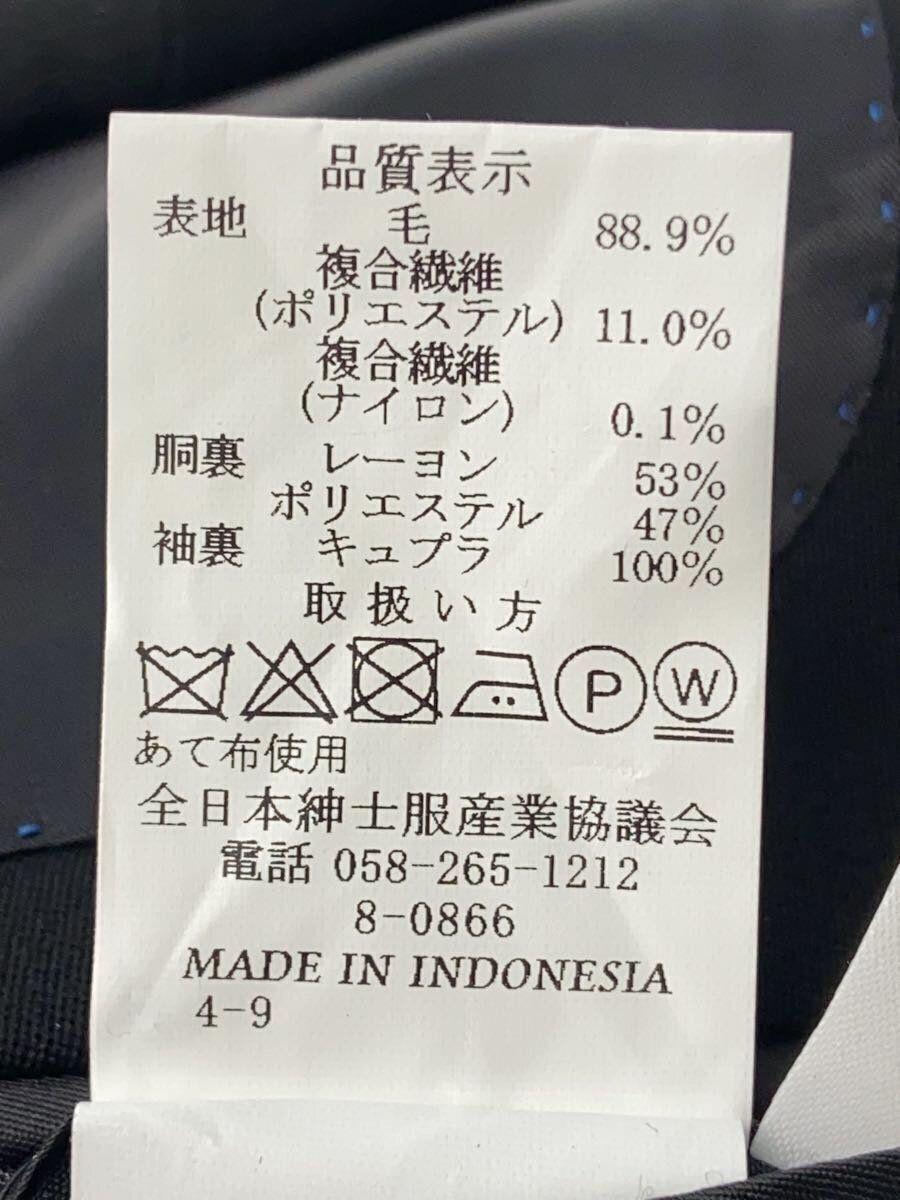 品質表示
表地 毛 88.9%
複合繊維
(ポリエステル) 11.0%
複合繊維
(ナイロン) 0.1%
胴裏 レーヨン 53%
ポリエステル 47%
袖裏 キュプラ 100%
取扱い方
P W
あて布使用
全日本紳士服産業協議会
電話 058-265-1212
8-0866
MADE IN INDONESIA
4-9